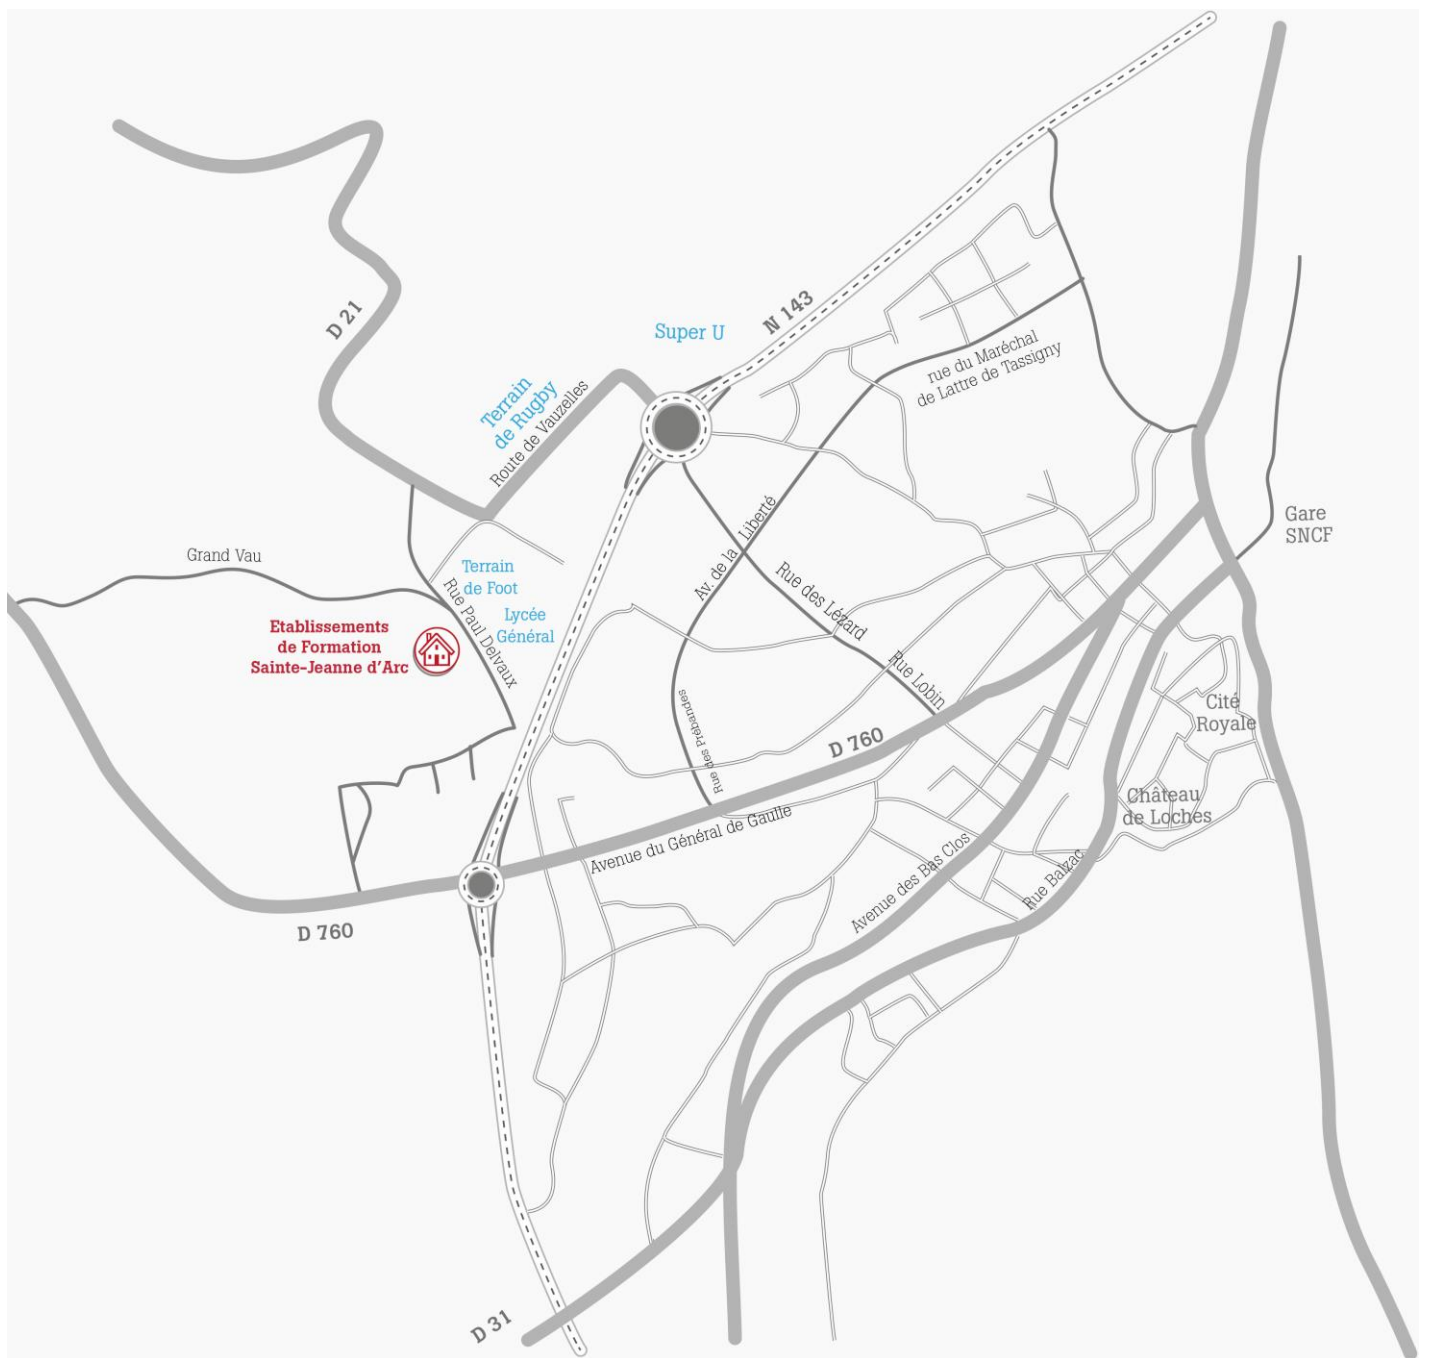 D 21
N 143
Super U
Terrain
de Rugby
Route de Vauzelles
rue du Maréchal
de Lattre de Tassigny
Gare
SNCF
Grand Vau
Terrain
de Foot
Av. de la Liberté
Rue des Lézard
Rue Paul Delvaux
Lycée
Général
Etablissements
de Formation
Sainte-Jeanne d'Arc
Rue Lobin
Rue des Prébandes
Cité
Royale
D 760
Château
de Loches
Avenue du Général de Gaulle
Avenue des Bas Clos
Rue Balzac
D 760
D 31